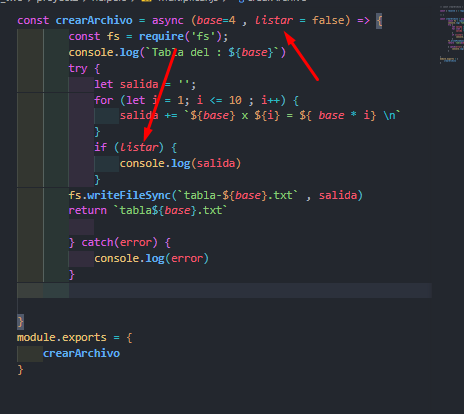 const crearArchivo = async (base=4 , listar = false) => {
const fs = require('fs');
console.log(`Tabla del : ${base}`)
try {
let salida = '';
for (let i = 1; i <= 10 ; i++) {
salida += `${base} x ${i} = ${ base * i} \n`
}
if (listar) {
console.log(salida)
}
fs.writeFileSync(`tabla-${base}.txt` , salida)
return `tabla${base}.txt`
} catch(error) {
console.log(error)
}
}
module.exports = {
crearArchivo
}